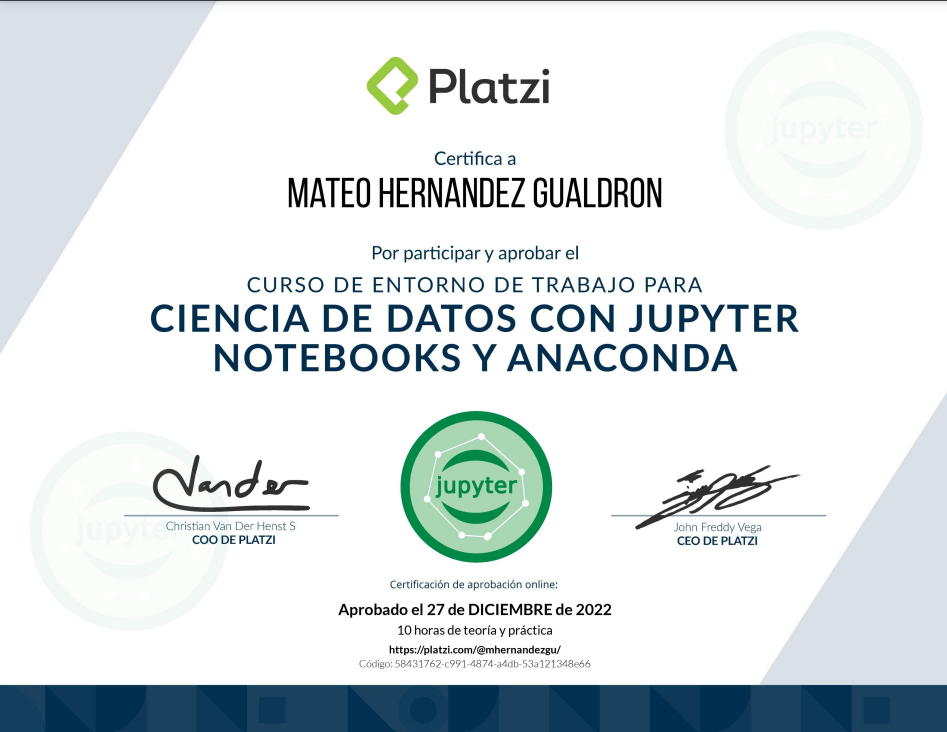 Platzi
jupyter
Certifica a
MATEO HERNANDEZ GUALDRON
Por participar y aprobar el
CURSO DE ENTORNO DE TRABAJO PARA
CIENCIA DE DATOS CON JUPYTER
NOTEBOOKS Y ANACONDA
jupyter
jupyter
Christian Van Der Henst S
COO DE PLATZI
John Freddy Vega
CEO DE PLATZI
Certificación de aprobación online:
Aprobado el 27 de DICIEMBRE de 2022
10 horas de teoría y práctica
https://platzi.com/@mhernandezgu/
Código: 58431762-c991-4874-a4db-53a121348e66